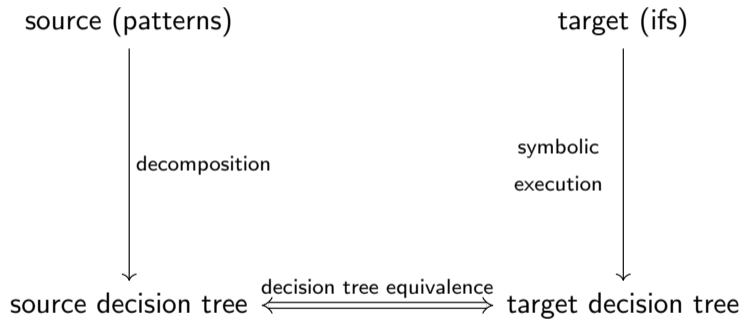 source (patterns)
target (ifs)
decomposition
symbolic
execution
decision tree equivalence
source decision tree
target decision tree